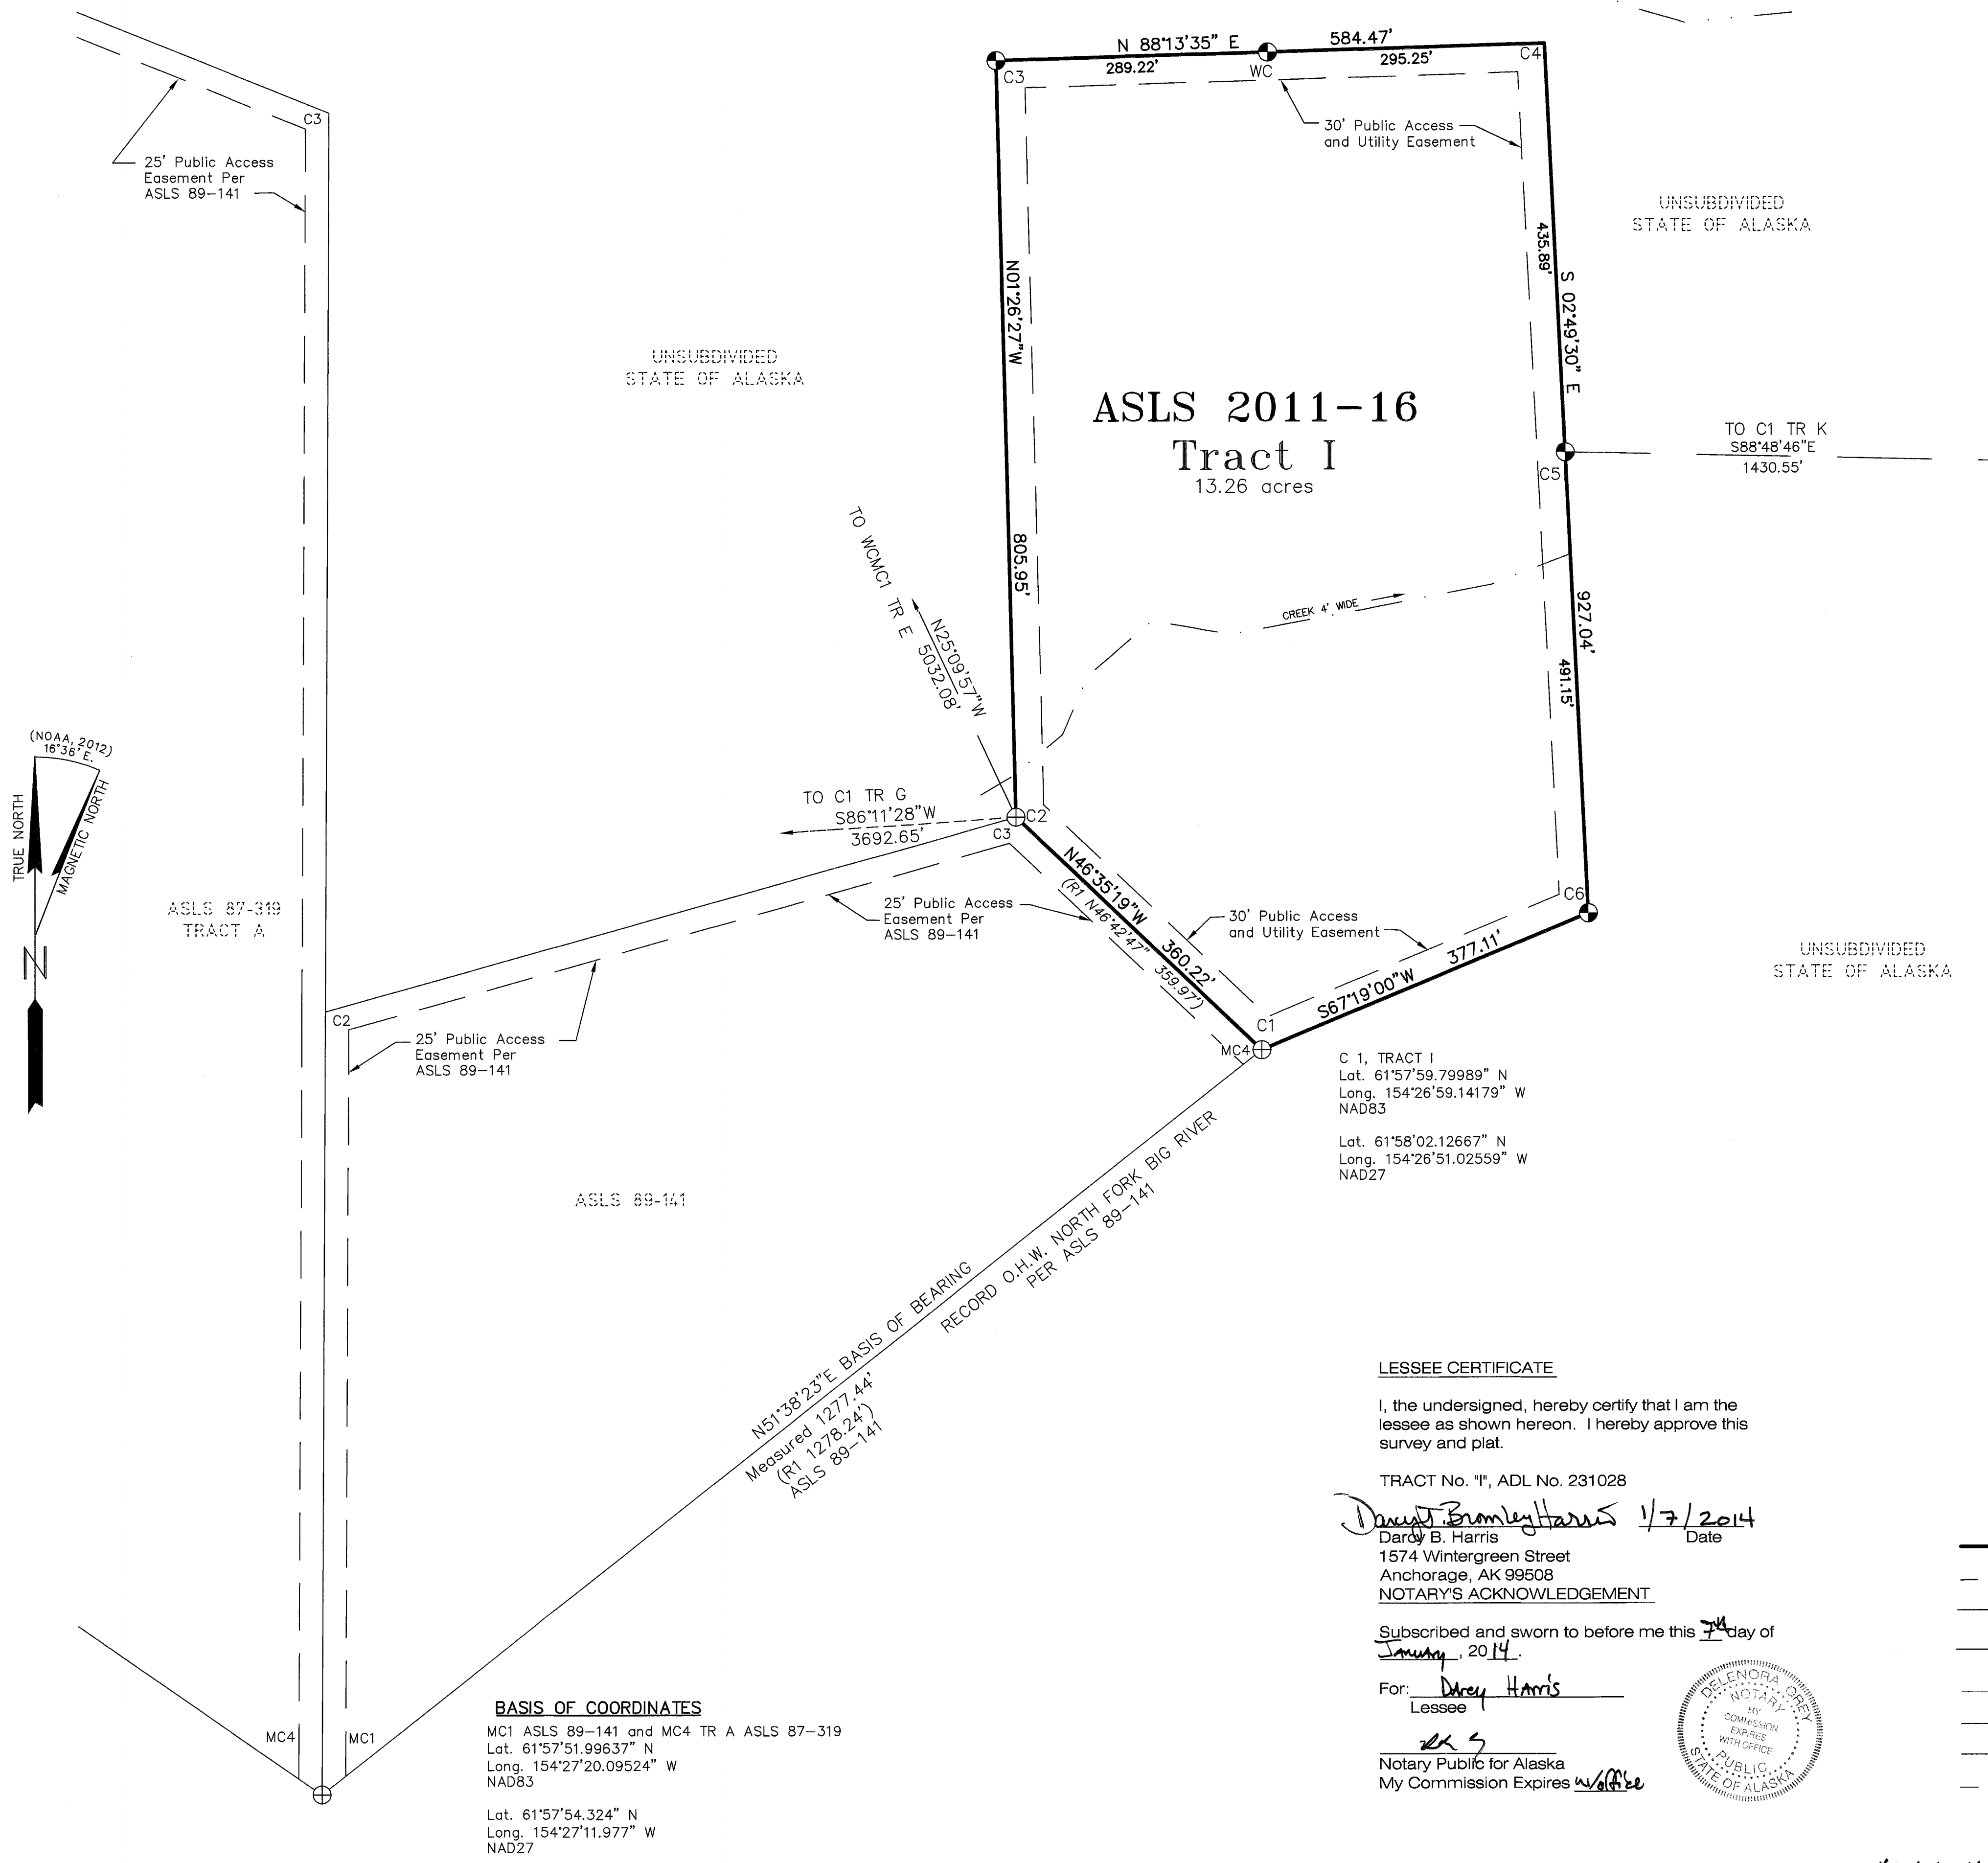 N 88°13'35" E
584.47'
289.22'
295.25'
C3
WC
C4
C3
30' Public Access
and Utility Easement
25' Public Access
Easement Per
ASLS 89-141
UNSUBDIVIDED
STATE OF ALASKA
435.89'
S 02°49'30" E
N01°26'27"W
UNSUBDIVIDED
STATE OF ALASKA
ASLS 2011-16
Tract I
13.26 acres
TO C1 TR K
S88°48'46"E
1430.55'
C5
805.95'
TO WCMC1 TR E 5032.08'
N25°09'57"W
CREEK 4' WIDE
927.04'
491.15'
(NOAA, 2012)
16°36' E.
TRUE NORTH
MAGNETIC NORTH
N
TO C1 TR G
S86°11'28"W
3692.65'
C2
C3
N46°35'19"W 360.22'
(R1 N46°42'47" 359.97')
C6
25' Public Access
Easement Per
ASLS 89-141
30' Public Access
and Utility Easement
377.11'
S67°19'00"W
ASLS 87-319
TRACT A
UNSUBDIVIDED
STATE OF ALASKA
C2
25' Public Access
Easement Per
ASLS 89-141
C1
MC4
C 1, TRACT I
Lat. 61°57'59.79989" N
Long. 154°26'59.14179" W
NAD83
Lat. 61°58'02.12667" N
Long. 154°26'51.02559" W
NAD27
ASLS 89-141
RECORD O.H.W. NORTH FORK BIG RIVER
PER ASLS 89-141
N51°38'23"E BASIS OF BEARING
Measured 1277.44'
(R1 1278.24')
ASLS 89-141
LESSEE CERTIFICATE
I, the undersigned, hereby certify that I am the
lessee as shown hereon. I hereby approve this
survey and plat.
TRACT No. "I", ADL No. 231028
Darcy J. Bromley Harris 1/7/2014
Darcy B. Harris Date
1574 Wintergreen Street
Anchorage, AK 99508
NOTARY'S ACKNOWLEDGEMENT
Subscribed and sworn to before me this 7th day of
January, 2014.
For: Darcy Harris
Lessee
Notary Public for Alaska
My Commission Expires w/office
DELENORA GREY
NOTARY
MY
COMMISSION
EXPIRES
WITH OFFICE
PUBLIC
STATE OF ALASKA
MC4
MC1
BASIS OF COORDINATES
MC1 ASLS 89-141 and MC4 TR A ASLS 87-319
Lat. 61°57'51.99637" N
Long. 154°27'20.09524" W
NAD83
Lat. 61°57'54.324" N
Long. 154°27'11.977" W
NAD27